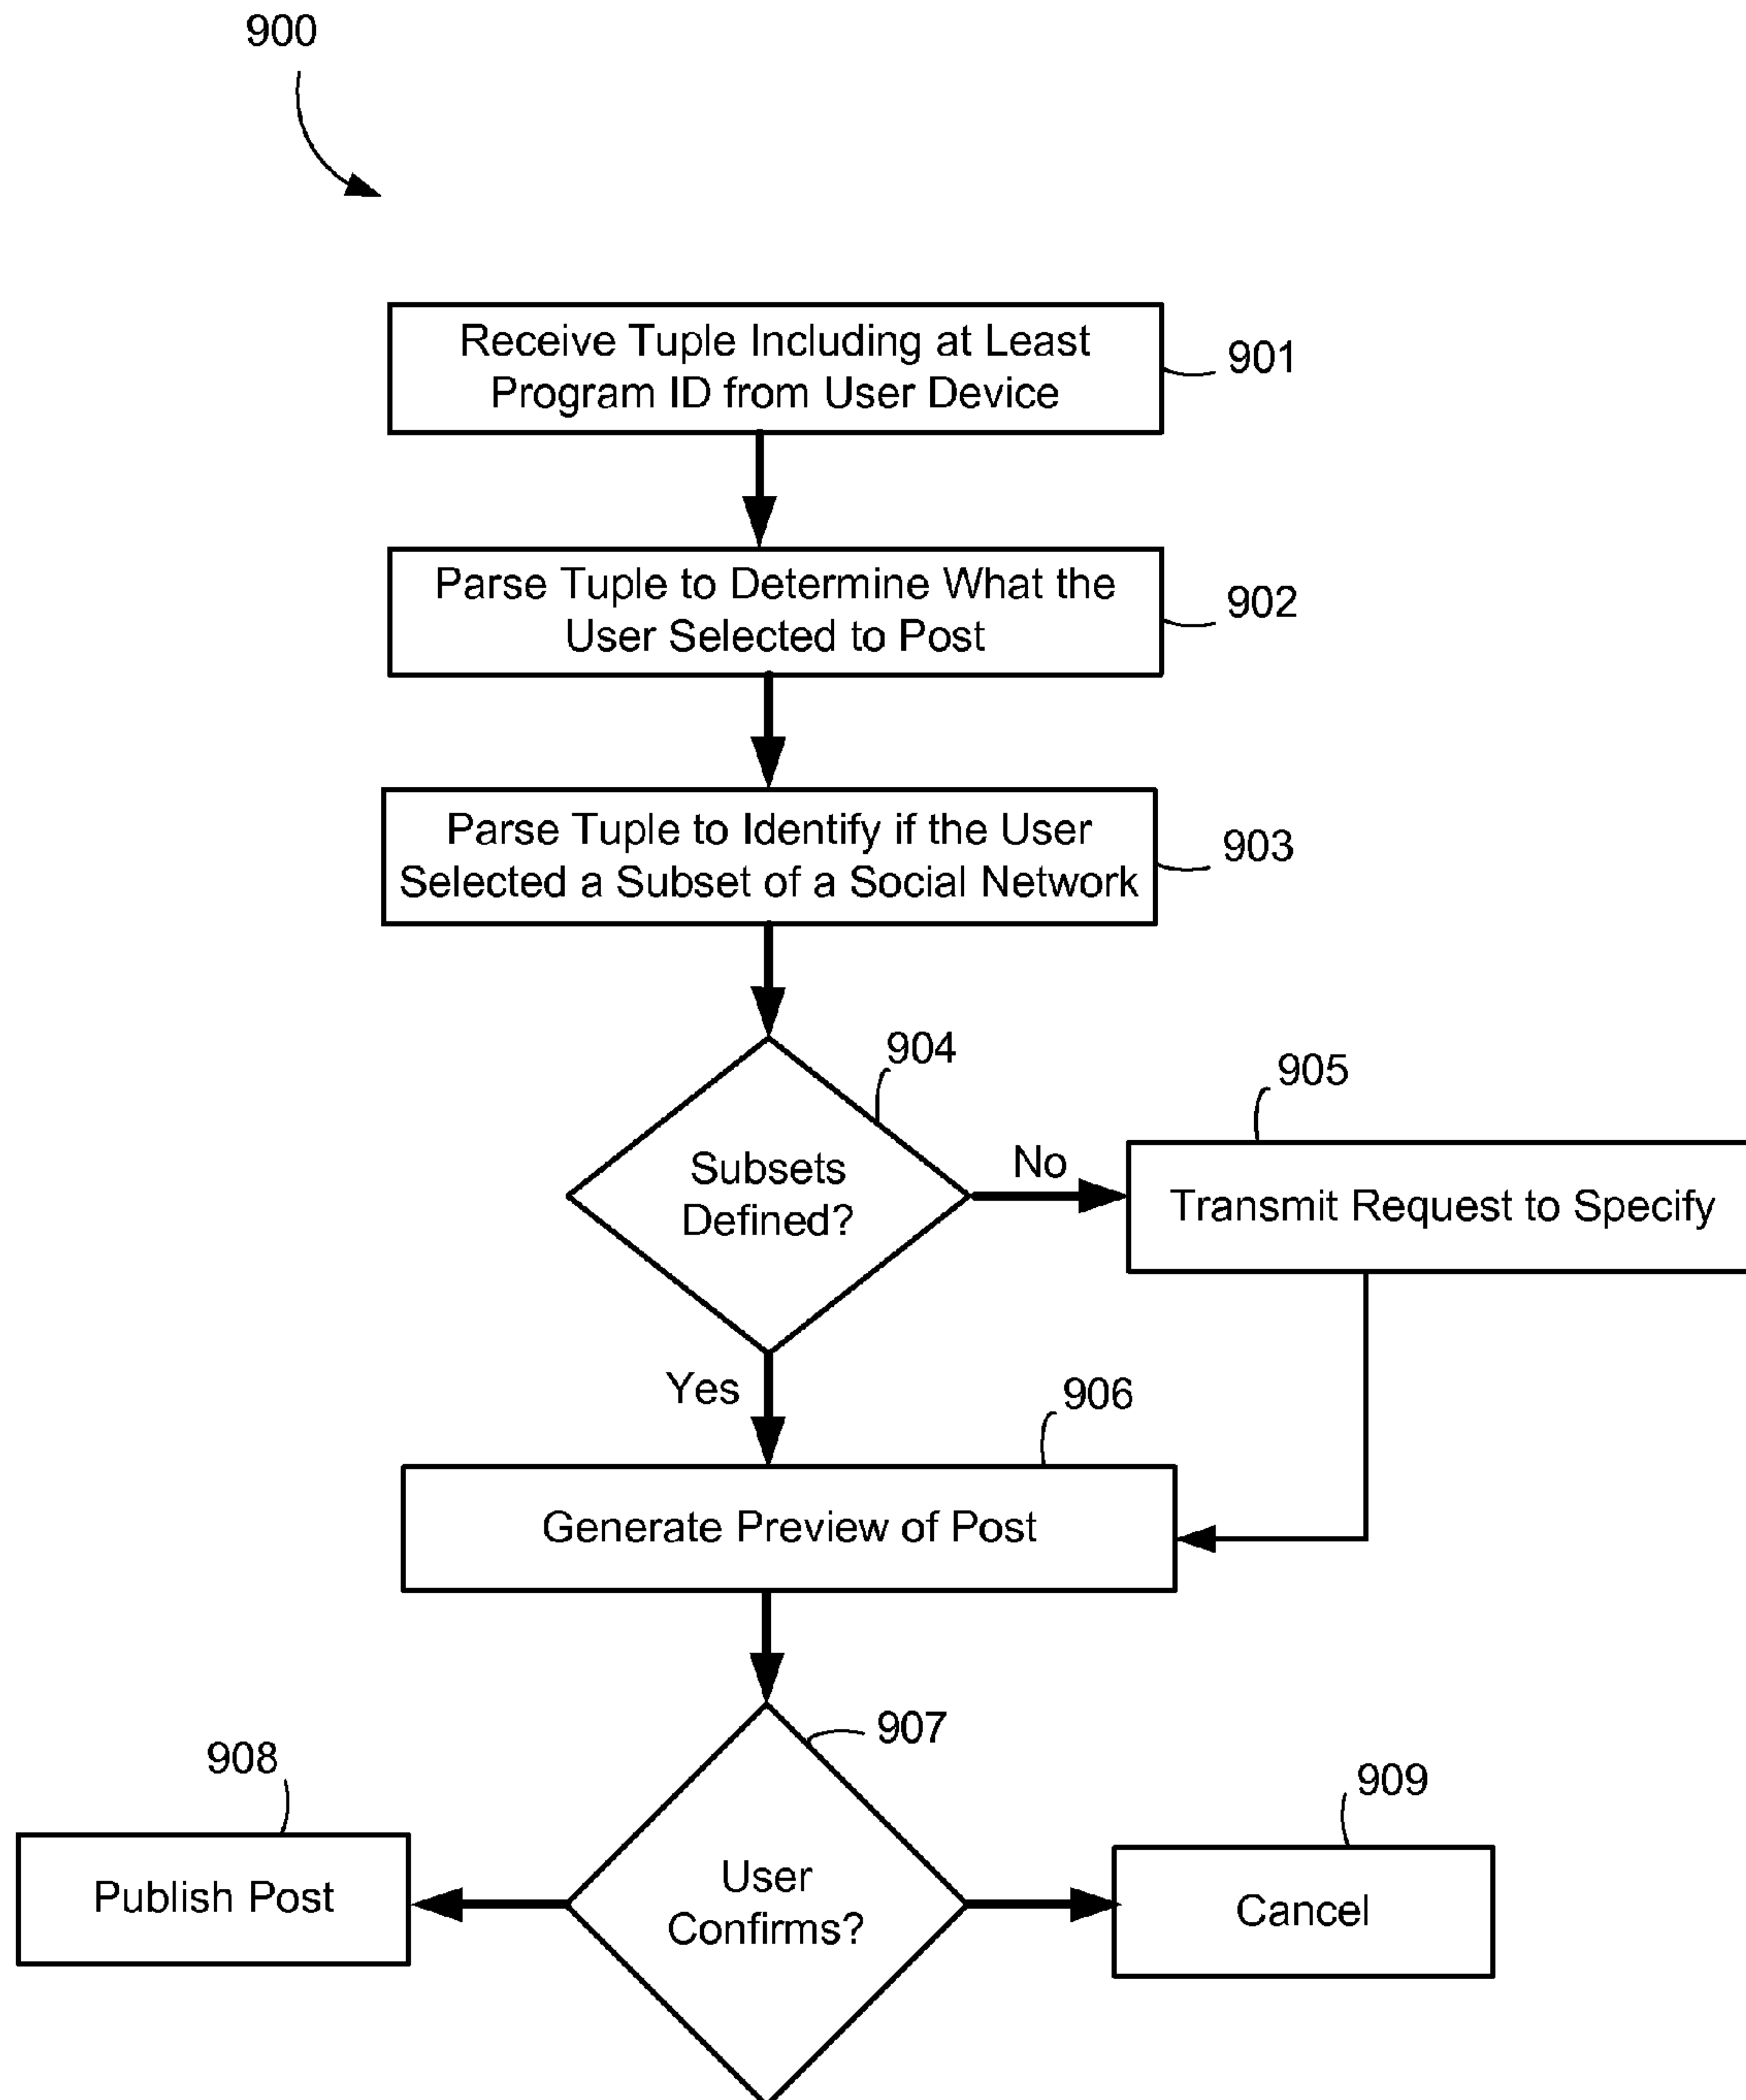 900
Receive Tuple Including at Least
Program ID from User Device
901
Parse Tuple to Determine What the
User Selected to Post
902
Parse Tuple to Identify if the User
Selected a Subset of a Social Network
903
904
Subsets
Defined?
No
905
Transmit Request to Specify
Yes
906
Generate Preview of Post
907
User
Confirms?
908
Publish Post
909
Cancel